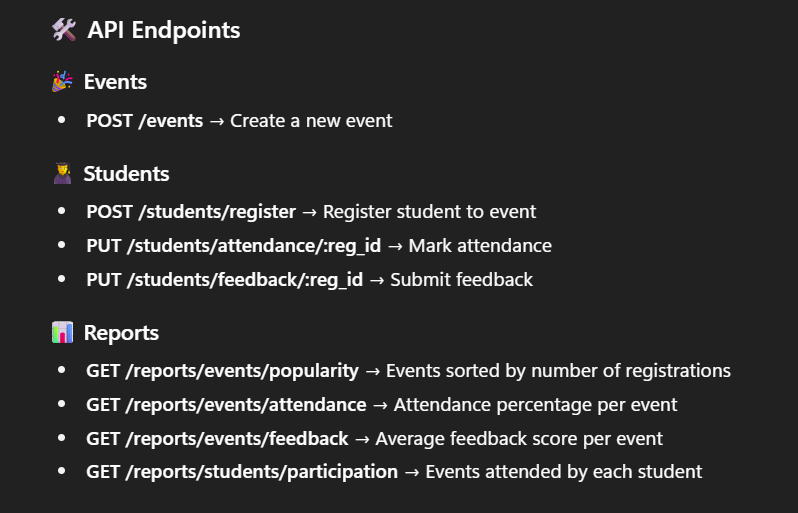 🛠️ API Endpoints
🎉 Events
• POST /events → Create a new event
👩‍🎓 Students
• POST /students/register → Register student to event
• PUT /students/attendance/:reg_id → Mark attendance
• PUT /students/feedback/:reg_id → Submit feedback
📊 Reports
• GET /reports/events/popularity → Events sorted by number of registrations
• GET /reports/events/attendance → Attendance percentage per event
• GET /reports/events/feedback → Average feedback score per event
• GET /reports/students/participation → Events attended by each student